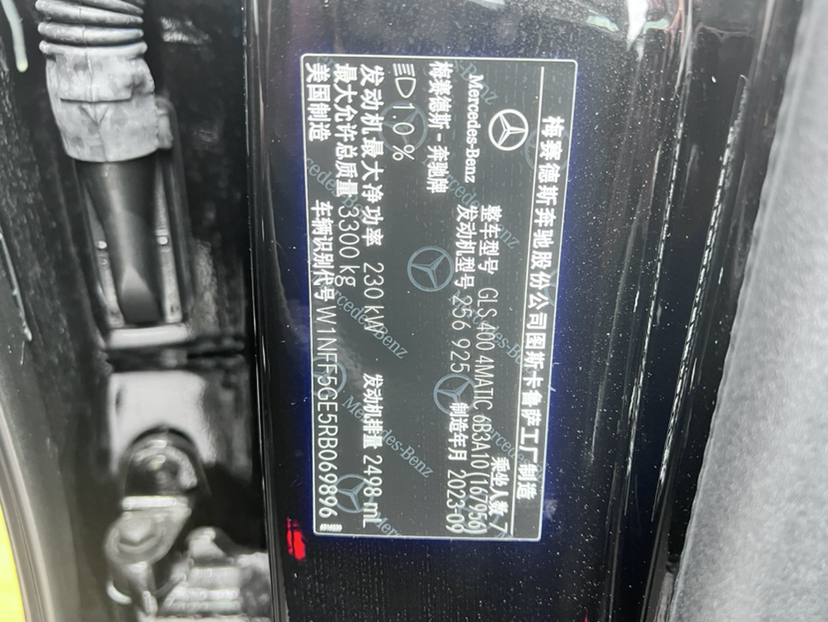 梅赛德斯奔驰股份公司图斯卡鲁萨工厂制造
乘坐人数 7
Mercedes-Benz
整车型号 GLS 400 4MATIC 6B3A10 (167956)
梅赛德斯-奔驰牌
发动机型号 256 925
制造年月 2023-09
1.0 %
发动机最大净功率 230 kW
发动机排量 2498 mL
最大允许总质量 3300 kg
美国制造
车辆识别代号 W1NFF5GE5RB069896